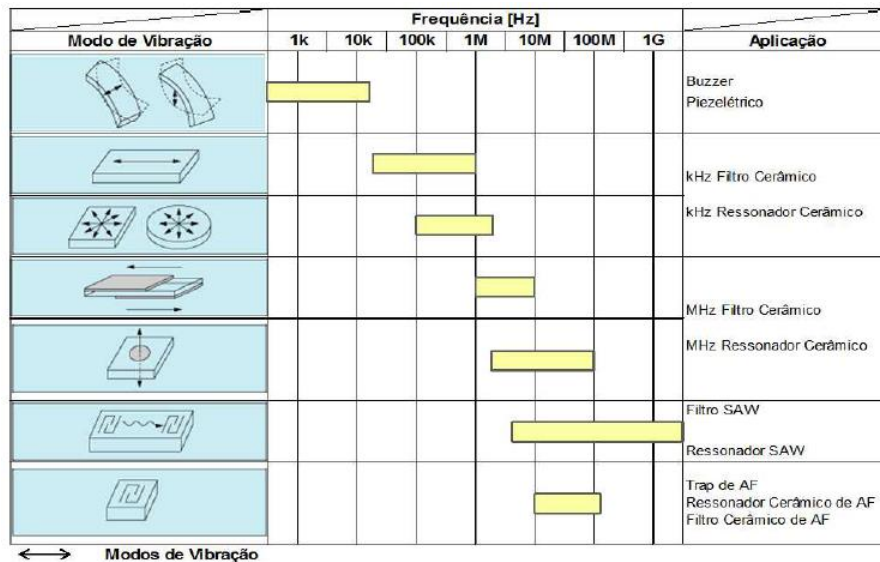 Frequência [Hz]
Modo de Vibração 1k 10k 100k 1M 10M 100M 1G Aplicação
Buzzer
Piezelétrico
kHz Filtro Cerâmico
kHz Ressonador Cerâmico
MHz Filtro Cerâmico
MHz Ressonador Cerâmico
Filtro SAW
Ressonador SAW
Trap de AF
Ressonador Cerâmico de AF
Filtro Cerâmico de AF
Modos de Vibração